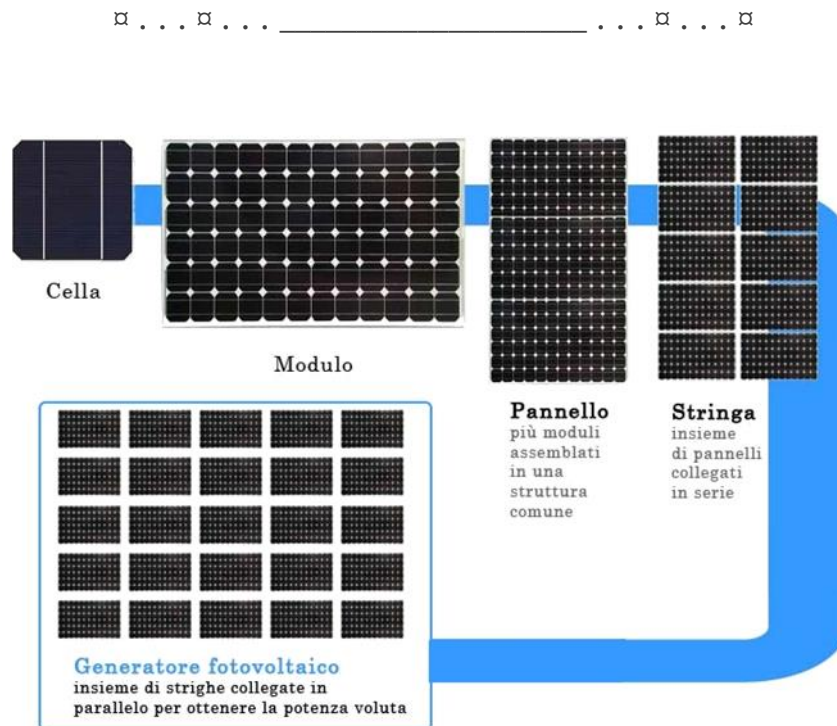 ¤ . . . ¤ . . . ____________________ . . . ¤ . . . ¤
Cella
Modulo
Pannello
più moduli
assemblati
in una
struttura
comune
Stringa
insieme
di pannelli
collegati
in serie
Generatore fotovoltaico
insieme di strighe collegate in
parallelo per ottenere la potenza voluta